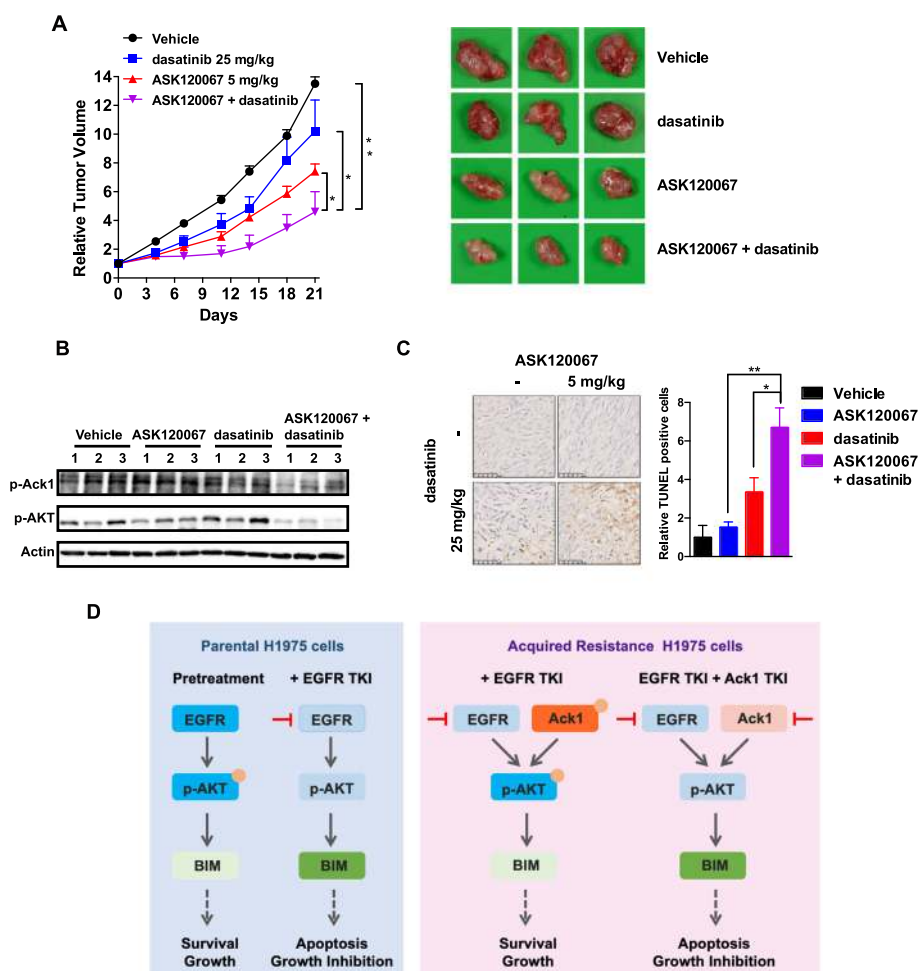 A
Vehicle
dasatinib 25 mg/kg
ASK120067 5 mg/kg
ASK120067 + dasatinib
Relative Tumor Volume
14
12
10
8
6
4
2
0
0 3 6 9 12 15 18 21
Days
* *
*
*
Vehicle
dasatinib
ASK120067
ASK120067 + dasatinib
B
Vehicle ASK120067 dasatinib ASK120067 + dasatinib
1 2 3 1 2 3 1 2 3 1 2 3
p-Ack1
p-AKT
Actin
C
ASK120067
- 5 mg/kg
dasatinib
-
25 mg/kg
Relative TUNEL positive cells
8
6
4
2
0
**
*
Vehicle
ASK120067
dasatinib
ASK120067
+ dasatinib
D
Parental H1975 cells
Pretreatment + EGFR TKI
EGFR EGFR
p-AKT p-AKT
BIM BIM
Survival Apoptosis
Growth Growth Inhibition
Acquired Resistance H1975 cells
+ EGFR TKI EGFR TKI + Ack1 TKI
EGFR Ack1 EGFR Ack1
p-AKT p-AKT
BIM BIM
Survival Apoptosis
Growth Growth Inhibition